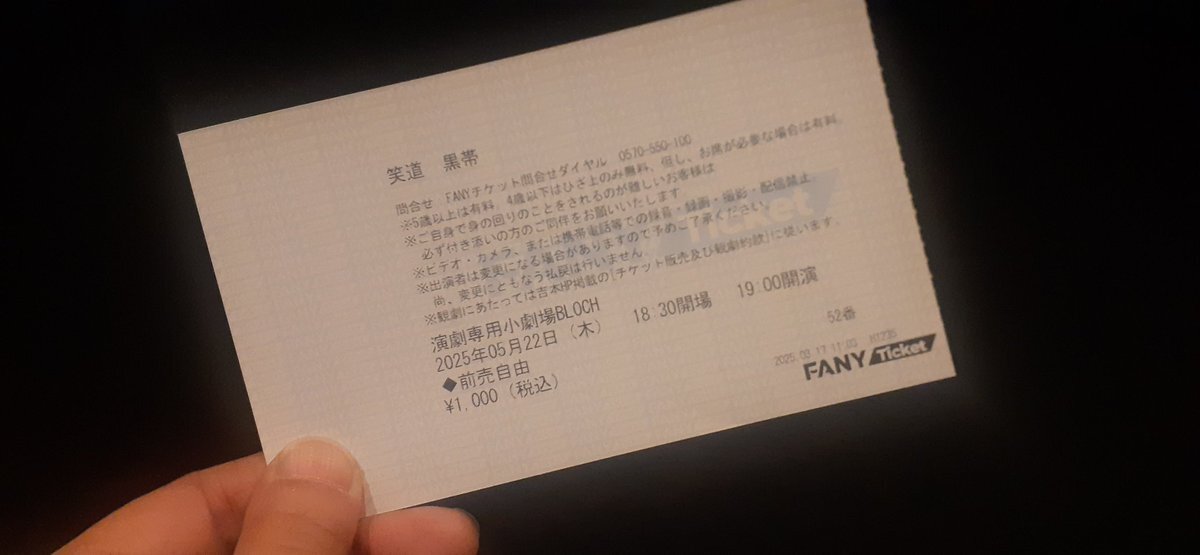 笑道 黒帯
問合せ FANYチケット問合せダイヤル 0570-550-100
※5歳以上は有料。4歳以下はひざ上のみ無料。但し、お席が必要な場合は有料。
※ご自身で身の回りのことをされるのが難しいお客様は
必ず付き添いの方のご同伴をお願いいたします。
※ビデオ・カメラ、または携帯電話等での録音・録画・撮影・配信禁止。
※出演者は変更になる場合がありますので予めご了承ください。
尚、変更にともなう払戻は行いません。
※観劇にあたっては吉本HP掲載の「チケット販売及び観劇約款」に従います。
演劇専用小劇場BLOCH
2025年05月22日（木） 18:30開場 19:00開演
◆前売自由 52番
¥1,000（税込）
2025.03.17 11:03
FANY Ticket